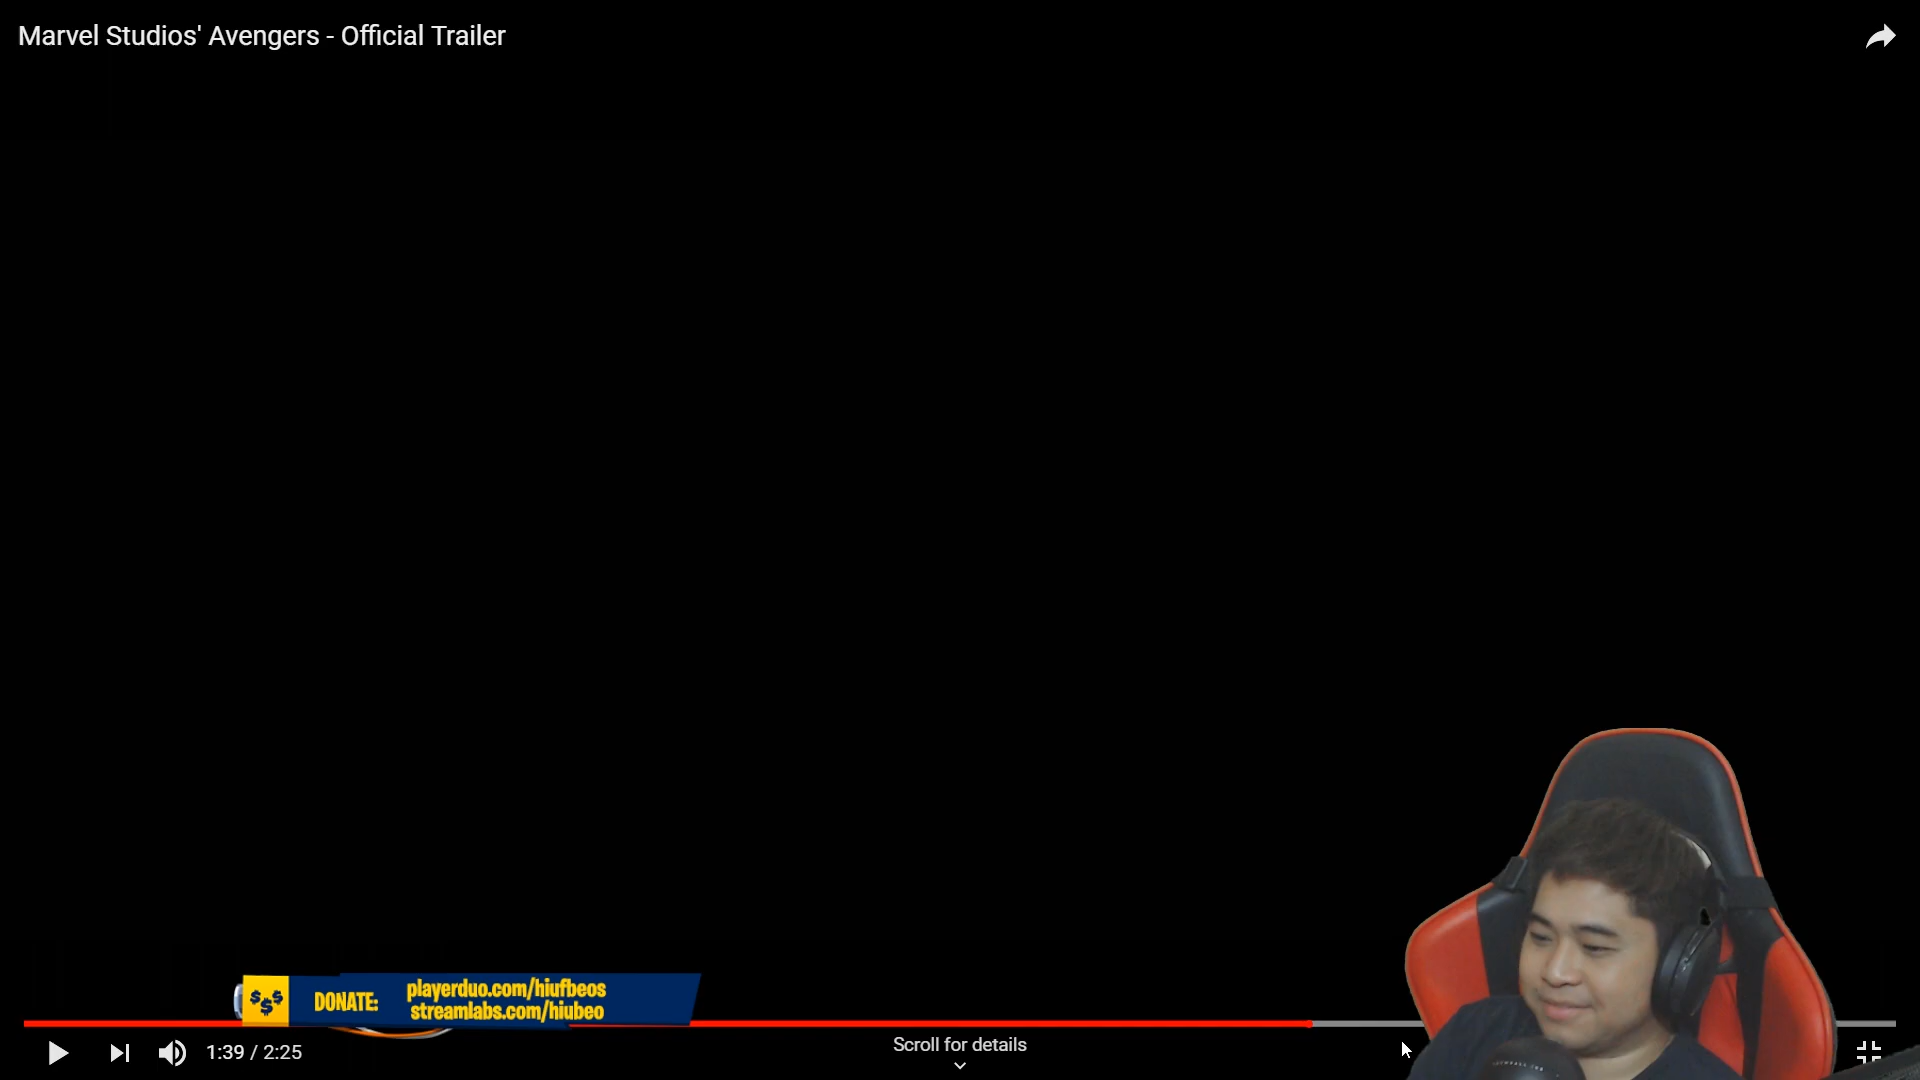 Marvel Studios' Avengers - Official Trailer
$$$
DONATE:
playerduo.com/hiufbeos
streamlabs.com/hiubeo
1:39 / 2:25
Scroll for details